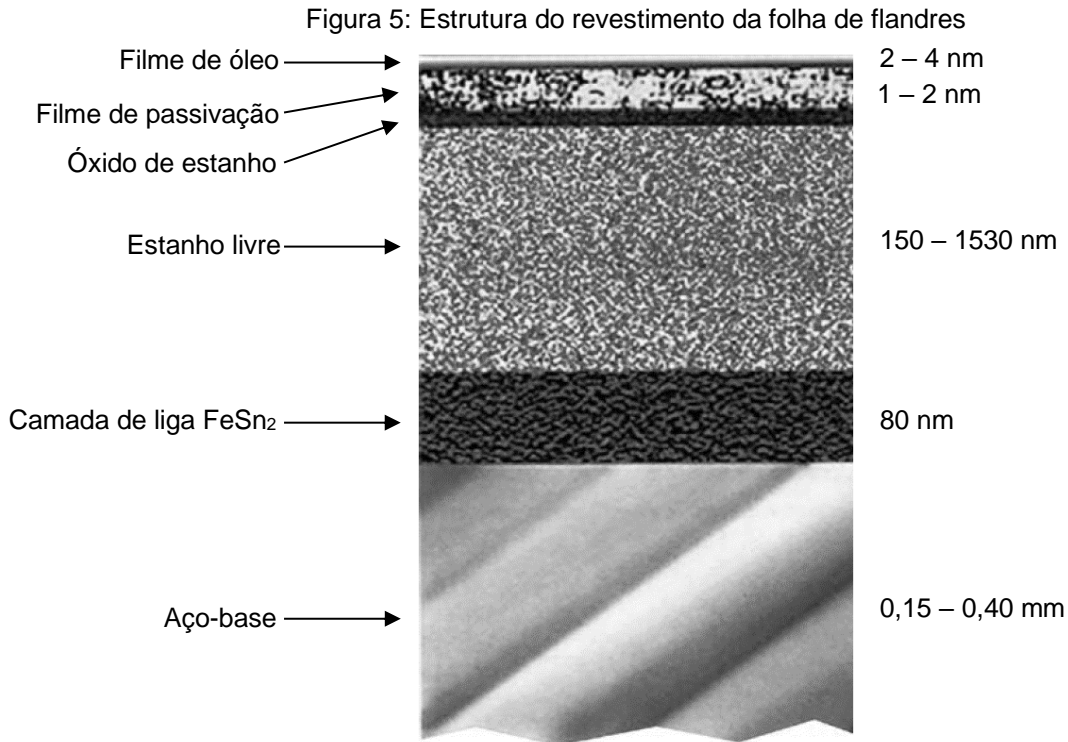 Figura 5: Estrutura do revestimento da folha de flandres
Filme de óleo
2 – 4 nm
Filme de passivação
1 – 2 nm
Óxido de estanho
Estanho livre
150 – 1530 nm
Camada de liga FeSn₂
80 nm
Aço-base
0,15 – 0,40 mm